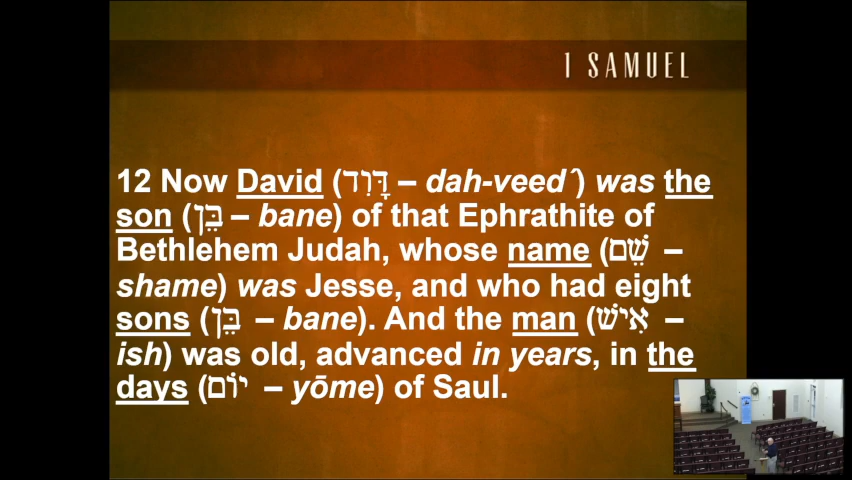 1 SAMUEL
12 Now David (דָּוִד – dah-veed´) was the
son (בֵּן – bane) of that Ephrathite of
Bethlehem Judah, whose name (שֵׁם –
shame) was Jesse, and who had eight
sons (בֵּן – bane). And the man (אִישׁ –
ish) was old, advanced in years, in the
days (יוֹם – yōme) of Saul.